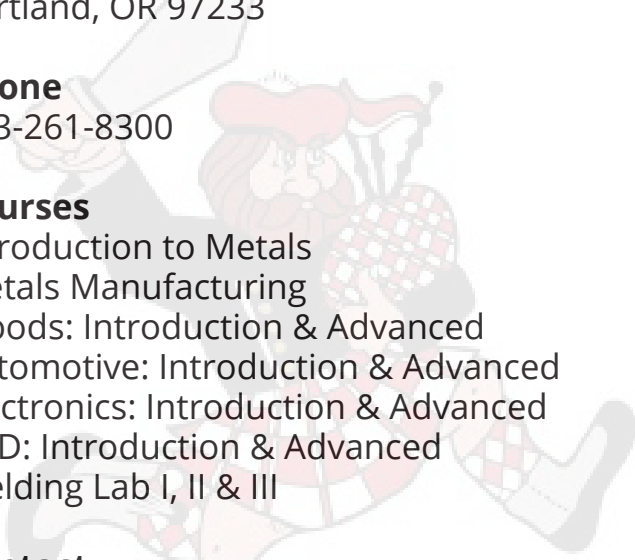 rtland, OR 97233
one
3-261-8300
urses
roduction to Metals
etals Manufacturing
oods: Introduction & Advanced
tomotive: Introduction & Advanced
ctronics: Introduction & Advanced
D: Introduction & Advanced
elding Lab I, II & III